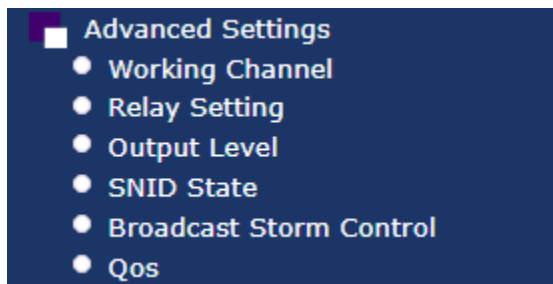 Advanced Settings
Working Channel
Relay Setting
Output Level
SNID State
Broadcast Storm Control
Qos